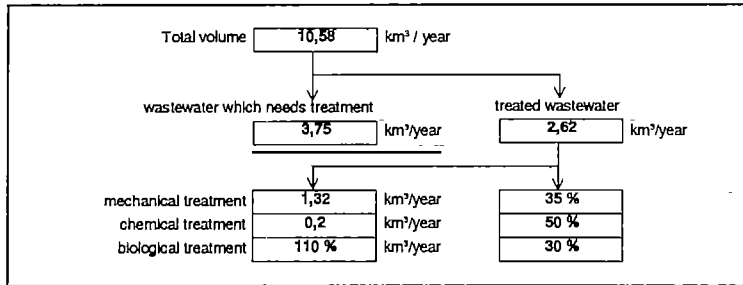 Total volume 10,58 km³ / year
wastewater which needs treatment treated wastewater
3,75 km³/year 2,62 km³/year
mechanical treatment 1,32 km³/year 35 %
chemical treatment 0,2 km³/year 50 %
biological treatment 110 % km³/year 30 %